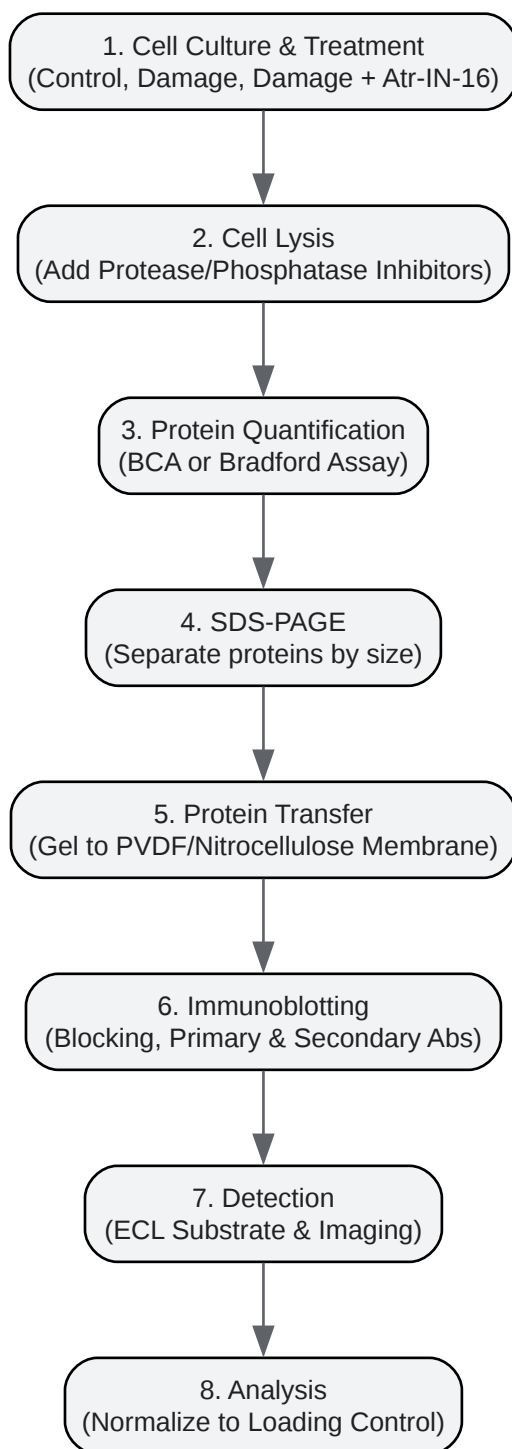 1. Cell Culture & Treatment
(Control, Damage, Damage + Atr-IN-16)
2. Cell Lysis
(Add Protease/Phosphatase Inhibitors)
3. Protein Quantification
(BCA or Bradford Assay)
4. SDS-PAGE
(Separate proteins by size)
5. Protein Transfer
(Gel to PVDF/Nitrocellulose Membrane)
6. Immunoblotting
(Blocking, Primary & Secondary Abs)
7. Detection
(ECL Substrate & Imaging)
8. Analysis
(Normalize to Loading Control)